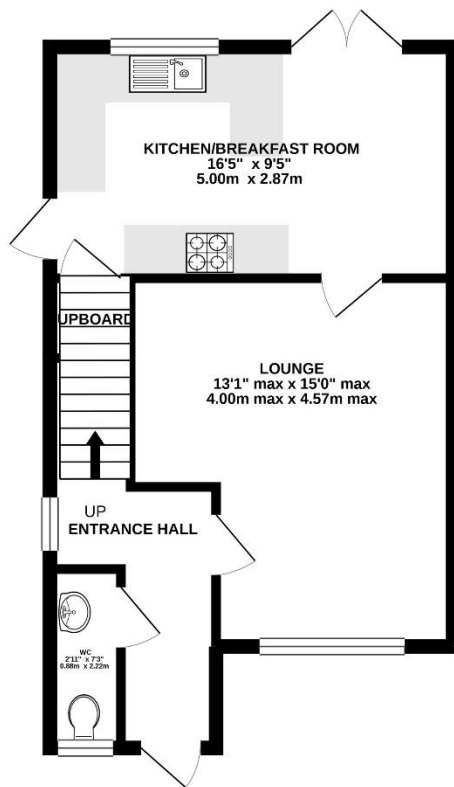 KITCHEN/BREAKFAST ROOM
16'5" x 9'5"
5.00m x 2.87m
UPBOARD
LOUNGE
13'1" max x 15'0" max
4.00m max x 4.57m max
UP
ENTRANCE HALL
WC
2'11" x 7'3"
0.88m x 2.22m